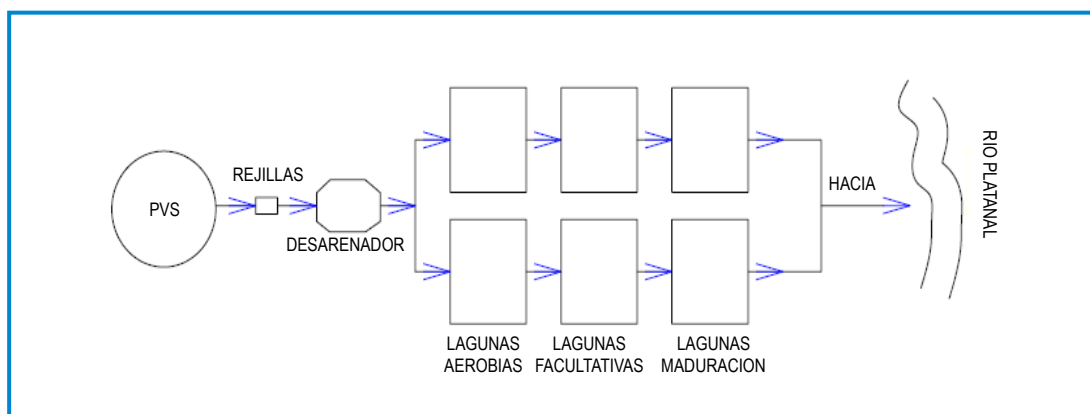 PVS
REJILLAS
DESARENADOR
LAGUNAS
AEROBIAS
LAGUNAS
FACULTATIVAS
LAGUNAS
MADURACION
HACIA
RIO PLATANAL